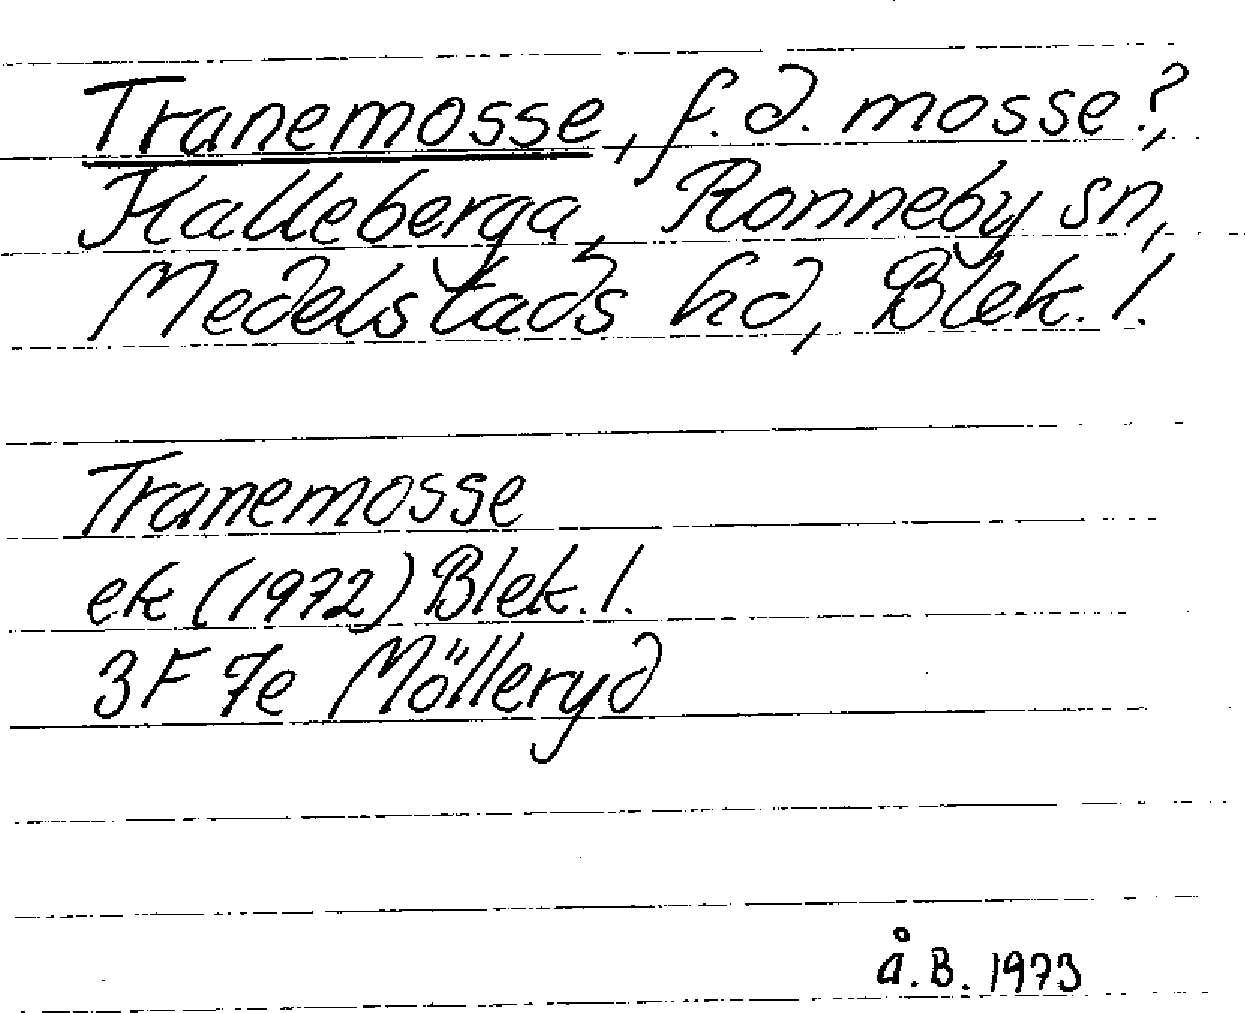 Tranemosse, f.d. mosse?,
Halleberga, Ronneby sn,
Medelstads hd, Blek. l.
Tranemosse
ek (1972) Blek. l.
3F 7e Mölleryd
å.B. 1973